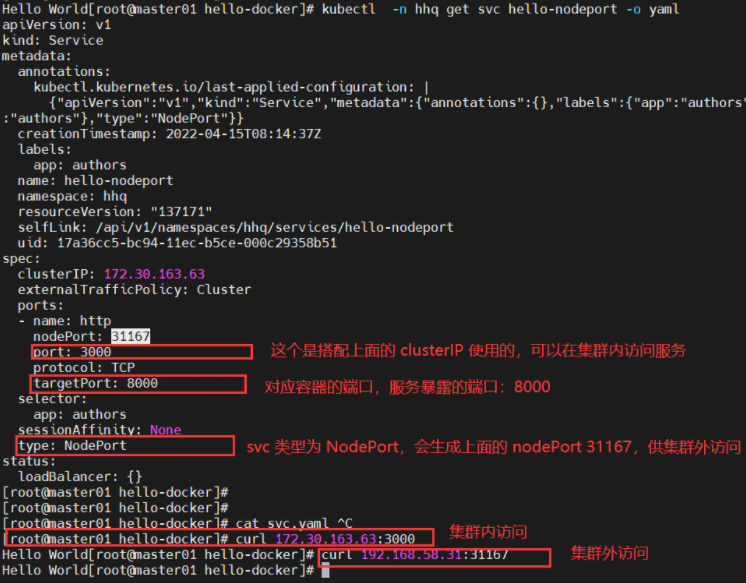 Hello World[root@master01 hello-docker]# kubectl  -n hhq get svc hello-nodeport -o yaml
apiVersion: v1
kind: Service
metadata:
  annotations:
    kubectl.kubernetes.io/last-applied-configuration: |
      {"apiVersion":"v1","kind":"Service","metadata":{"annotations":{},"labels":{"app":"authors"
:"authors"},"type":"NodePort"}}
  creationTimestamp: 2022-04-15T08:14:37Z
  labels:
    app: authors
  name: hello-nodeport
  namespace: hhq
  resourceVersion: "137171"
  selfLink: /api/v1/namespaces/hhq/services/hello-nodeport
  uid: 17a36cc5-bc94-11ec-b5ce-000c29358b51
spec:
  clusterIP: 172.30.163.63
  externalTrafficPolicy: Cluster
  ports:
  - name: http
    nodePort: 31167
    port: 3000 这个是搭配上面的 clusterIP 使用的，可以在集群内访问服务
    protocol: TCP
    targetPort: 8000 对应容器的端口，服务暴露的端口：8000
  selector:
    app: authors
  sessionAffinity: None
  type: NodePort svc 类型为 NodePort，会生成上面的 nodePort 31167，供集群外访问
status:
  loadBalancer: {}
[root@master01 hello-docker]#
[root@master01 hello-docker]#
[root@master01 hello-docker]# cat svc.yaml ^C
[root@master01 hello-docker]# curl 172.30.163.63:3000 集群内访问
Hello World[root@master01 hello-docker]# curl 192.168.58.31:31167 集群外访问
Hello World[root@master01 hello-docker]#